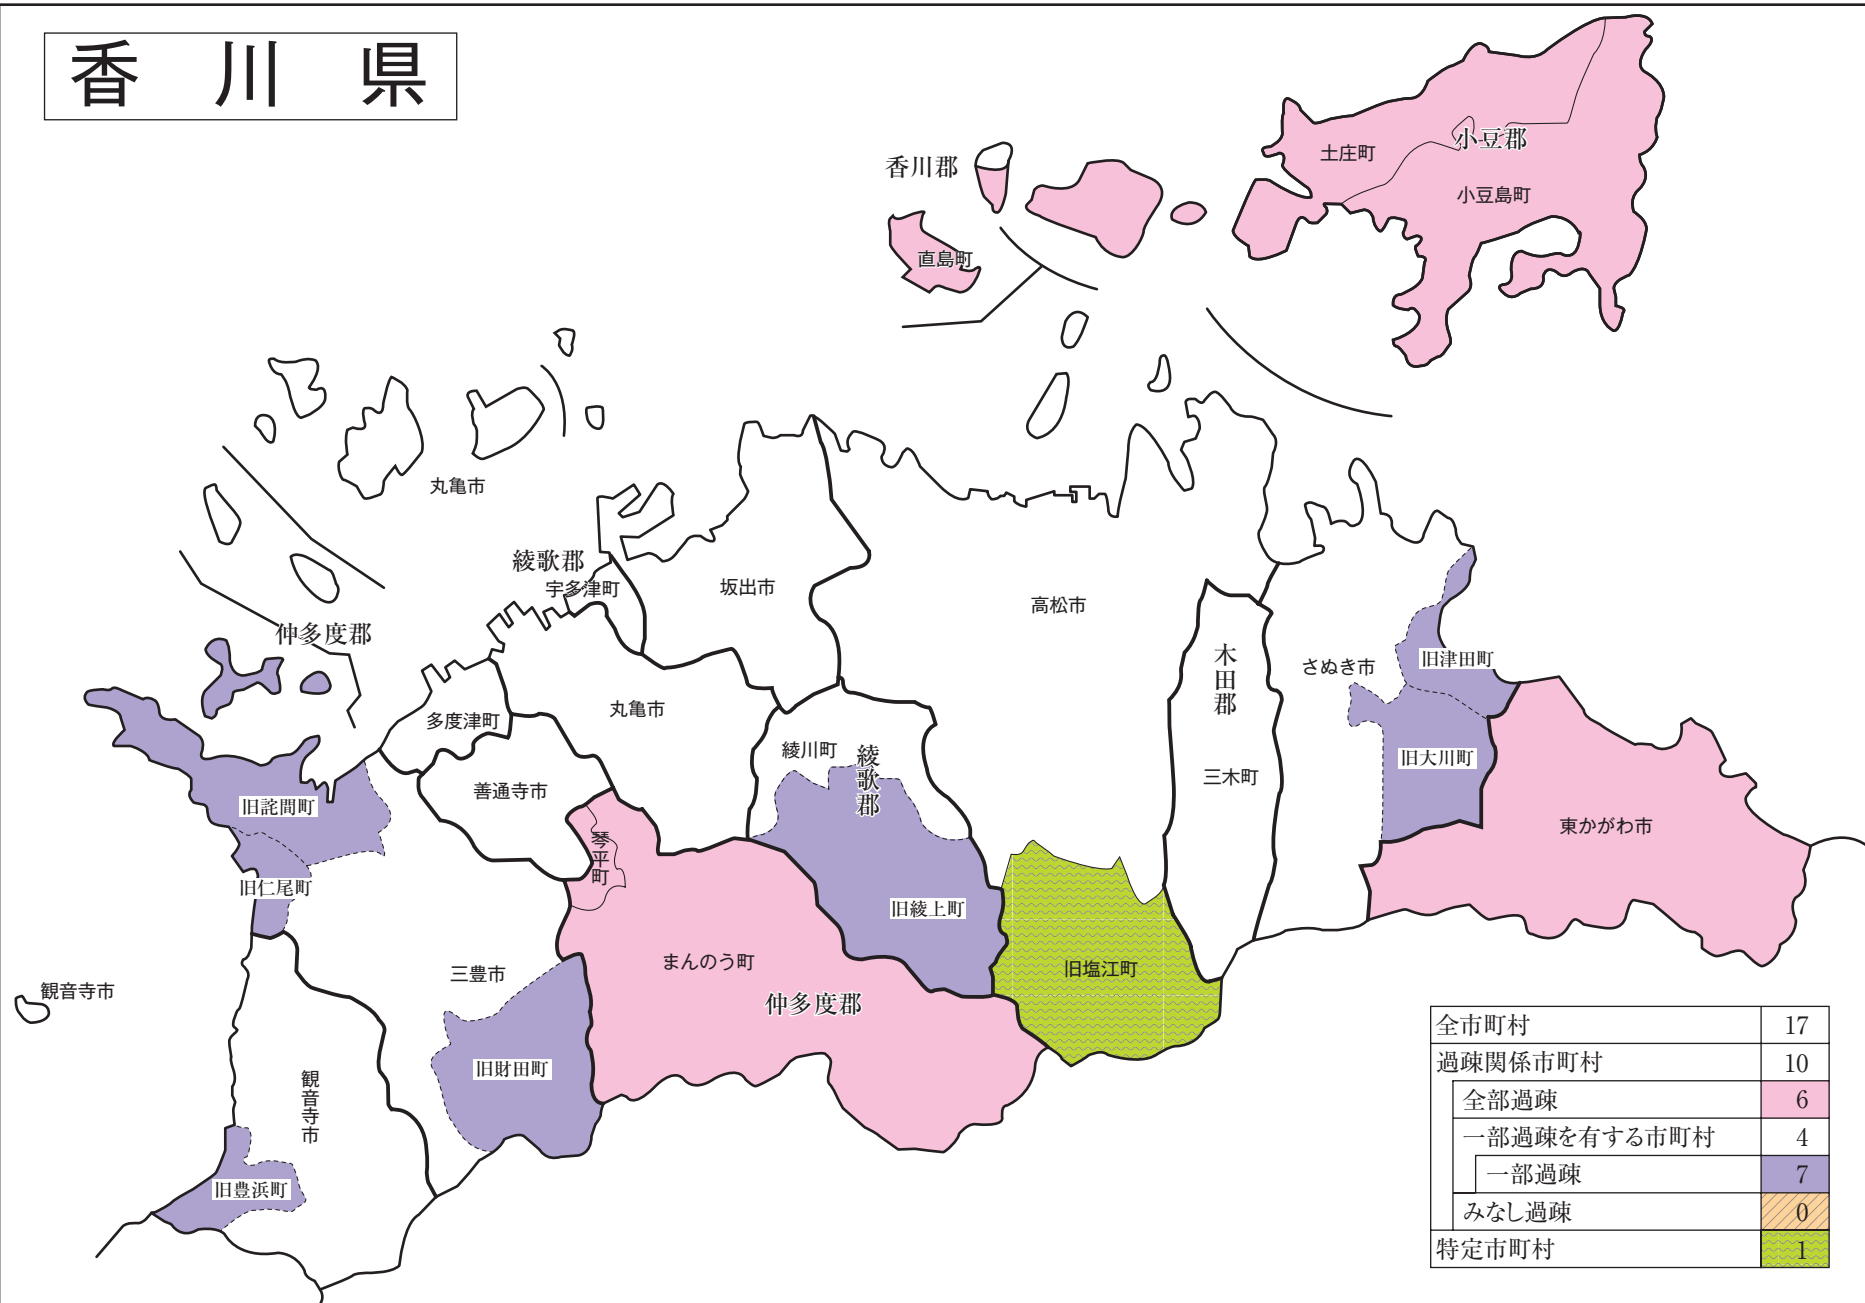 香川県
香川郡
小豆郡
土庄町
小豆島町
直島町
丸亀市
綾歌郡
宇多津町
坂出市
高松市
仲多度郡
木田郡
さぬき市
旧津田町
多度津町
丸亀市
綾川町
綾歌郡
旧大川町
善通寺市
三木町
旧詫間町
琴平町
東かがわ市
旧仁尾町
旧綾上町
三豊市
まんのう町
旧塩江町
観音寺市
仲多度郡
旧財田町
観音寺市
旧豊浜町
全市町村 17
過疎関係市町村 10
全部過疎 6
一部過疎を有する市町村 4
一部過疎 7
みなし過疎 0
特定市町村 1